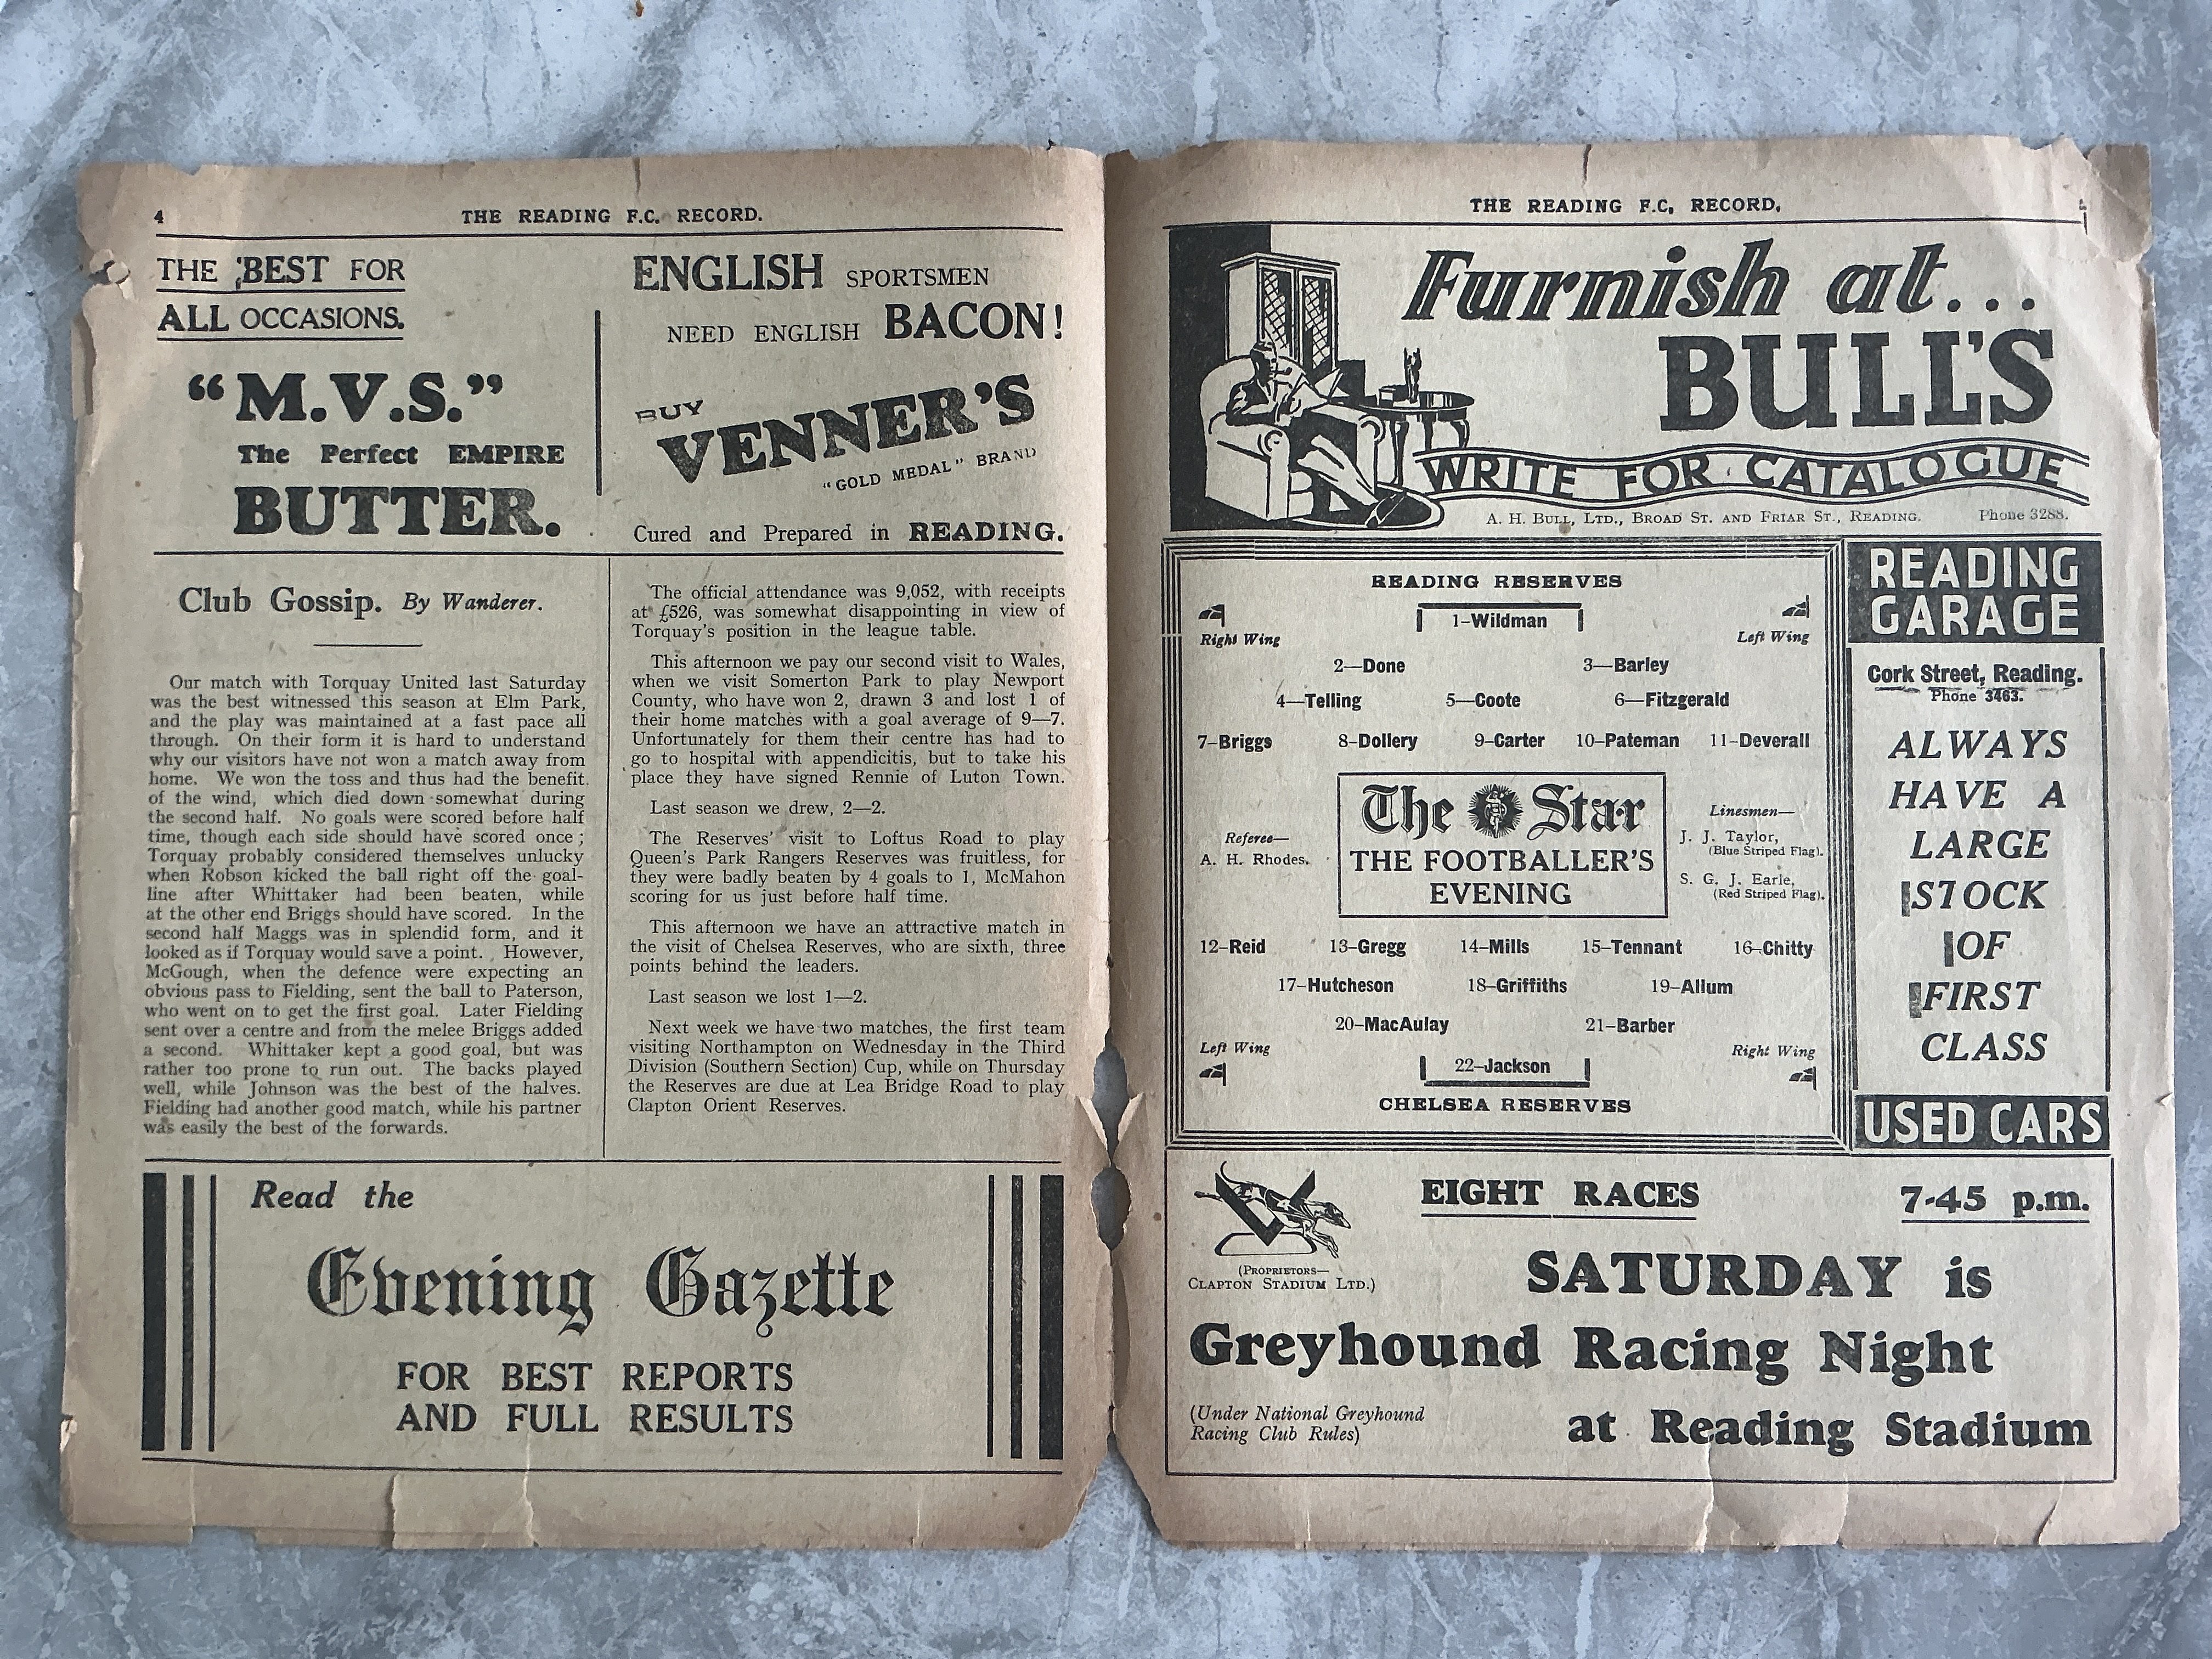 4
THE READING F.C. RECORD.
THE BEST FOR
ALL OCCASIONS.
"M.V.S."
The Perfect EMPIRE
BUTTER.
ENGLISH SPORTSMEN
NEED ENGLISH BACON!
BUY
VENNER'S
"GOLD MEDAL" BRAND
Cured and Prepared in READING.
Club Gossip. By Wanderer.
Our match with Torquay United last Saturday
was the best witnessed this season at Elm Park,
and the play was maintained at a fast pace all
through. On their form it is hard to understand
why our visitors have not won a match away from
home. We won the toss and thus had the benefit
of the wind, which died down somewhat during
the second half. No goals were scored before half
time, though each side should have scored once;
Torquay probably considered themselves unlucky
when Robson kicked the ball right off the goal-
line after Whittaker had been beaten, while
at the other end Briggs should have scored. In the
second half Maggs was in splendid form, and it
looked as if Torquay would save a point. However,
McGough, when the defence were expecting an
obvious pass to Fielding, sent the ball to Paterson,
who went on to get the first goal. Later Fielding
sent over a centre and from the melee Briggs added
a second. Whittaker kept a good goal, but was
rather too prone to run out. The backs played
well, while Johnson was the best of the halves.
Fielding had another good match, while his partner
was easily the best of the forwards.
The official attendance was 9,052, with receipts
at £526, was somewhat disappointing in view of
Torquay's position in the league table.
This afternoon we pay our second visit to Wales,
when we visit Somerton Park to play Newport
County, who have won 2, drawn 3 and lost 1 of
their home matches with a goal average of 9—7.
Unfortunately for them their centre has had to
go to hospital with appendicitis, but to take his
place they have signed Rennie of Luton Town.
Last season we drew, 2—2.
The Reserves' visit to Loftus Road to play
Queen's Park Rangers Reserves was fruitless, for
they were badly beaten by 4 goals to 1, McMahon
scoring for us just before half time.
This afternoon we have an attractive match in
the visit of Chelsea Reserves, who are sixth, three
points behind the leaders.
Last season we lost 1—2.
Next week we have two matches, the first team
visiting Northampton on Wednesday in the Third
Division (Southern Section) Cup, while on Thursday
the Reserves are due at Lea Bridge Road to play
Clapton Orient Reserves.
Read the
Evening Gazette
FOR BEST REPORTS
AND FULL RESULTS
THE READING F.C. RECORD.
Furnish at...
BULL'S
WRITE FOR CATALOGUE
A. H. BULL, LTD., BROAD ST. AND FRIAR ST., READING. Phone 3288.
READING RESERVES
1–Wildman
Right Wing Left Wing
2—Done 3—Barley
4—Telling 5—Coote 6—Fitzgerald
7–Briggs 8–Dollery 9–Carter 10–Pateman 11–Deverall
The Star
THE FOOTBALLER'S
EVENING
Referee—
A. H. Rhodes.
Linesmen—
J. J. Taylor,
(Blue Striped Flag).
S. G. J. Earle,
(Red Striped Flag).
12–Reid 13–Gregg 14–Mills 15–Tennant 16–Chitty
17–Hutcheson 18–Griffiths 19–Allum
20–MacAulay 21–Barber
Left Wing Right Wing
22–Jackson
CHELSEA RESERVES
READING
GARAGE
Cork Street, Reading.
Phone 3463.
ALWAYS
HAVE A
LARGE
STOCK
OF
FIRST
CLASS
USED CARS
EIGHT RACES 7-45 p.m.
(PROPRIETORS—
CLAPTON STADIUM LTD.)
SATURDAY is
Greyhound Racing Night
(Under National Greyhound
Racing Club Rules)
at Reading Stadium